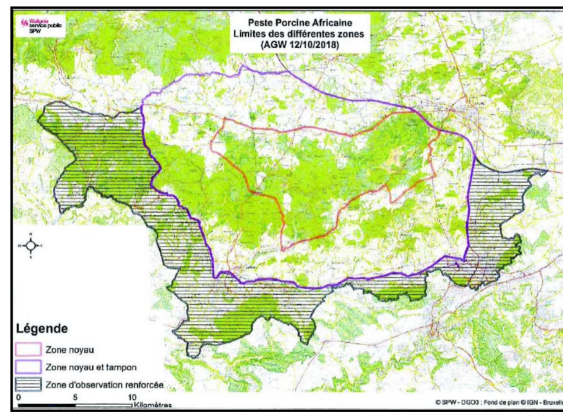 Wallonie
service public
SPW
Peste Porcine Africaine
Limites des différentes zones
(AGW 12/10/2018)
Légende
Zone noyau
Zone noyau et tampon
Zone d'observation renforcée
0 5 10
Kilomètres
© SPW - DGO3 ; Fond de plan © IGN - Bruxelles